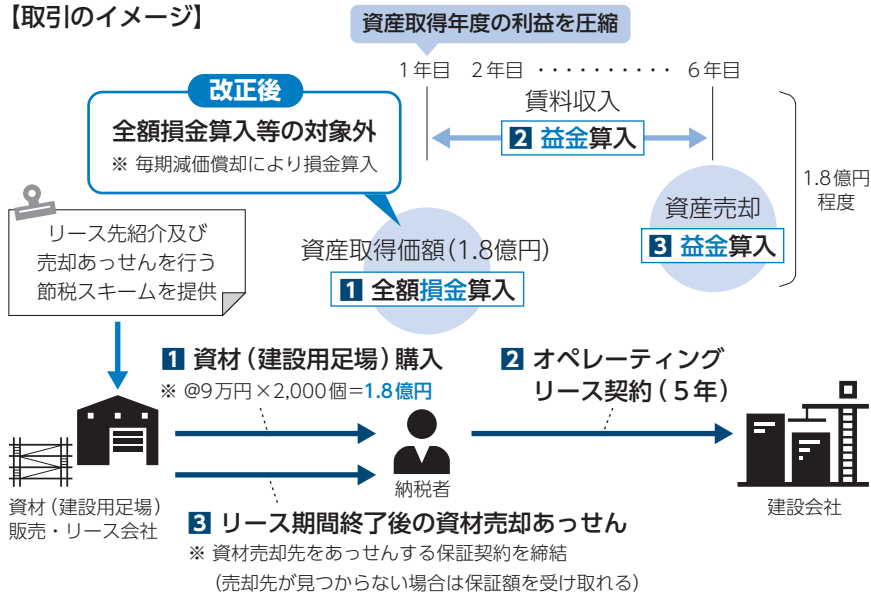 【取引のイメージ】
資産取得年度の利益を圧縮
1年目 2年目 ・・・・・・・・・・ 6年目
改正後
全額損金算入等の対象外
※ 毎期減価償却により損金算入
賃料収入
2 益金算入
1.8億円
程度
資産売却
3 益金算入
リース先紹介及び
売却あっせんを行う
節税スキームを提供
資産取得価額(1.8億円)
1 全額損金算入
1 資材(建設用足場)購入
※ @9万円×2,000個=1.8億円
2 オペレーティング
リース契約(5年)
資材(建設用足場)
販売・リース会社
納税者
建設会社
3 リース期間終了後の資材売却あっせん
※ 資材売却先をあっせんする保証契約を締結
(売却先が見つからない場合は保証額を受け取れる)